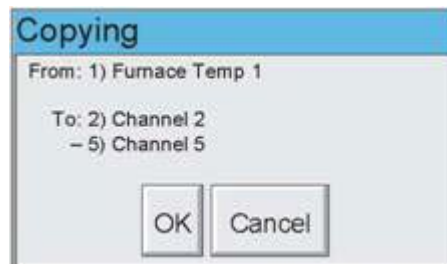 Copying
From: 1) Furnace Temp 1
To: 2) Channel 2
– 5) Channel 5
OK Cancel